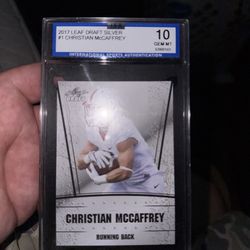 2017 LEAF DRAFT SILVER
#1 CHRISTIAN McCAFFREY
10
GEM MT
INTERNATIONAL SPORTS AUTHENTICATION
CHRISTIAN MCCAFFREY
RUNNING BACK